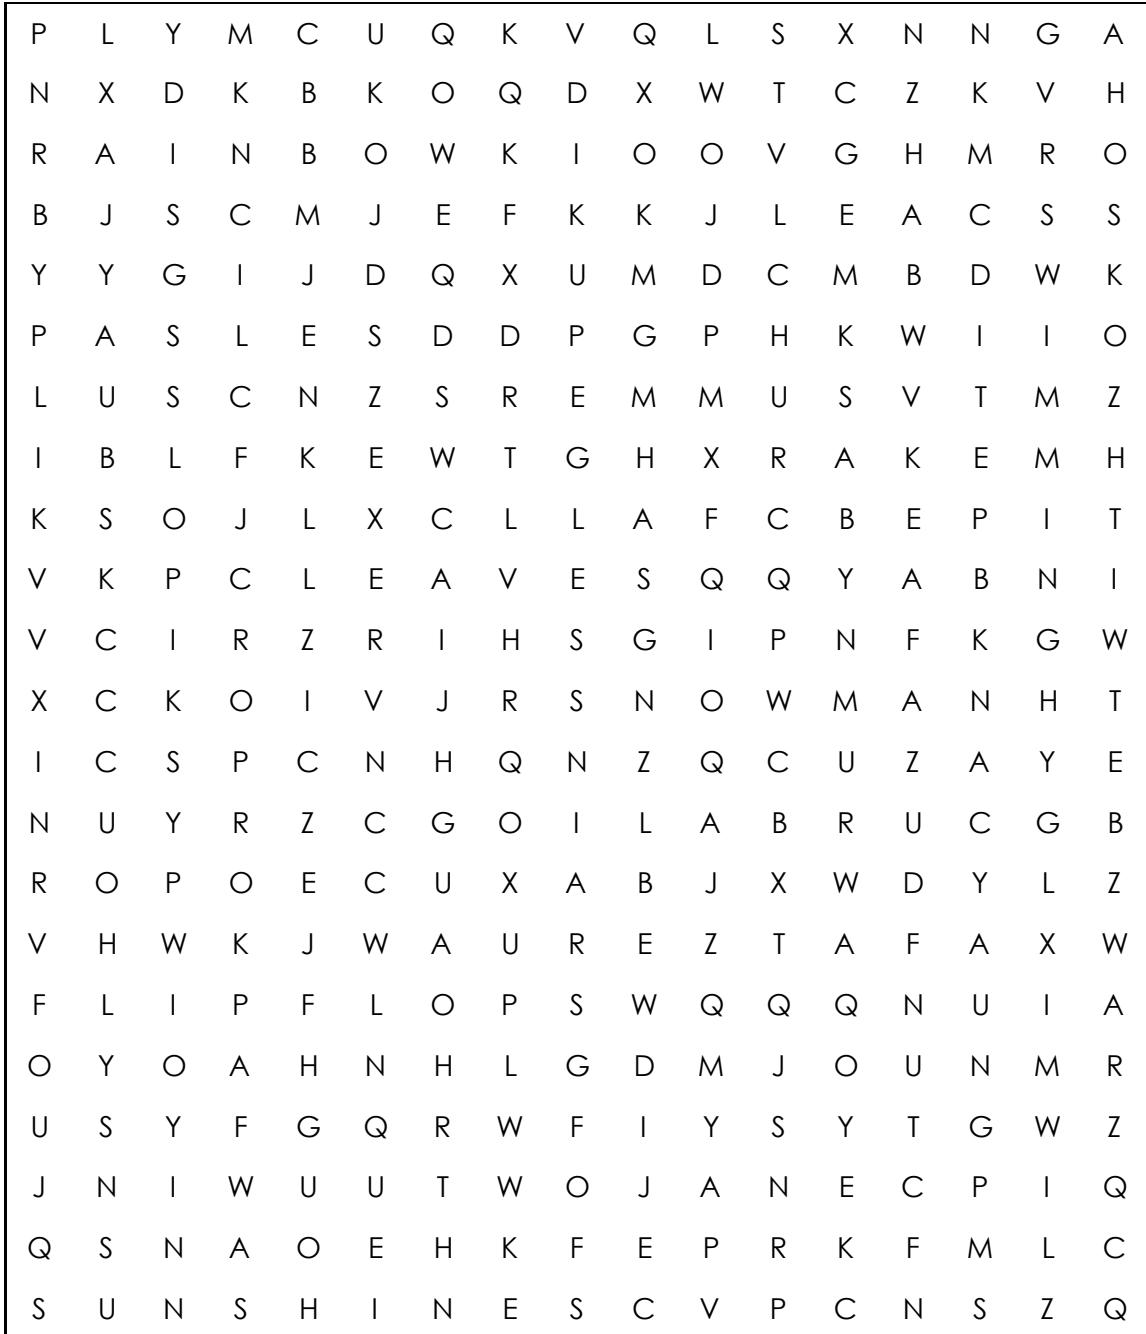 P L Y M C U Q K V Q L S X N N G A
N X D K B K O Q D X W T C Z K V H
R A I N B O W K I O O V G H M R O
B J S C M J E F K K J L E A C S S
Y Y G I J D Q X U M D C M B D W K
P A S L E S D D P G P H K W I I O
L U S C N Z S R E M M U S V T M Z
I B L F K E W T G H X R A K E M H
K S O J L X C L L A F C B E P I T
V K P C L E A V E S Q Q Y A B N I
V C I R Z R I H S G I P N F K G W
X C K O I V J R S N O W M A N H T
I C S P C N H Q N Z Q C U Z A Y E
N U Y R Z C G O I L A B R U C G B
R O P O E C U X A B J X W D Y L Z
V H W K J W A U R E Z T A F A X W
F L I P F L O P S W Q Q Q N U I A
O Y O A H N H L G D M J O U N M R
U S Y F G Q R W F I Y S Y T G W Z
J N I W U U T W O J A N E C P I Q
Q S N A O E H K F E P R K F M L C
S U N S H I N E S C V P C N S Z Q